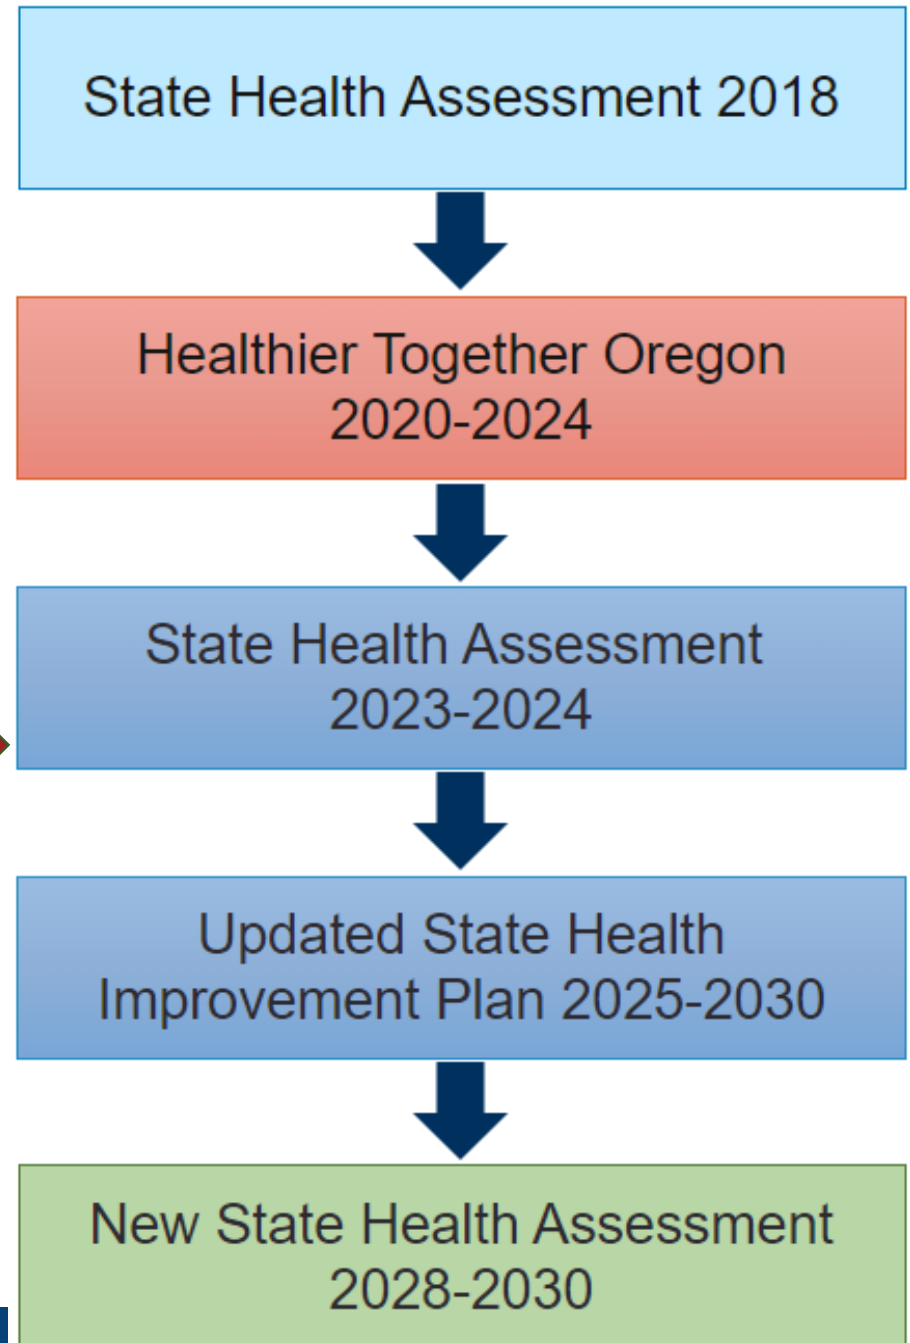 State Health Assessment 2018
Healthier Together Oregon
2020-2024
State Health Assessment
2023-2024
Updated State Health
Improvement Plan 2025-2030
New State Health Assessment
2028-2030